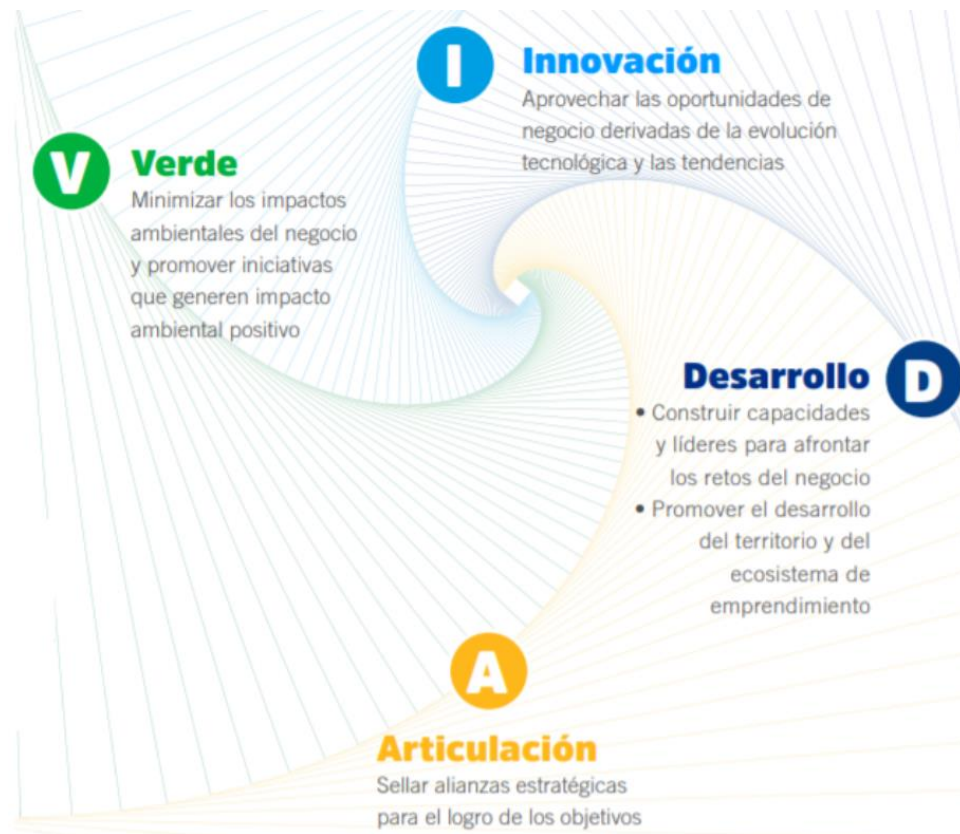 V
Verde
Minimizar los impactos
ambientales del negocio
y promover iniciativas
que generen impacto
ambiental positivo
I
Innovación
Aprovechar las oportunidades de
negocio derivadas de la evolución
tecnológica y las tendencias
D
Desarrollo
• Construir capacidades
y líderes para afrontar
los retos del negocio
• Promover el desarrollo
del territorio y del
ecosistema de
emprendimiento
A
Articulación
Sellar alianzas estratégicas
para el logro de los objetivos